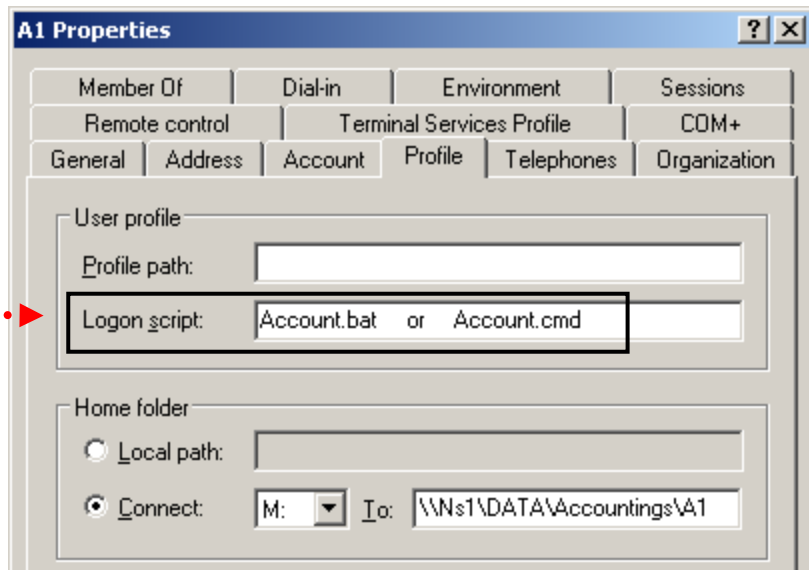 A1 Properties ? X
Member Of Dial-in Environment Sessions
Remote control Terminal Services Profile COM+
General Address Account Profile Telephones Organization
User profile
Profile path:
Logon script: Account.bat or Account.cmd
Home folder
Local path:
Connect: M: To: \\Ns1\DATA\Accountings\A1